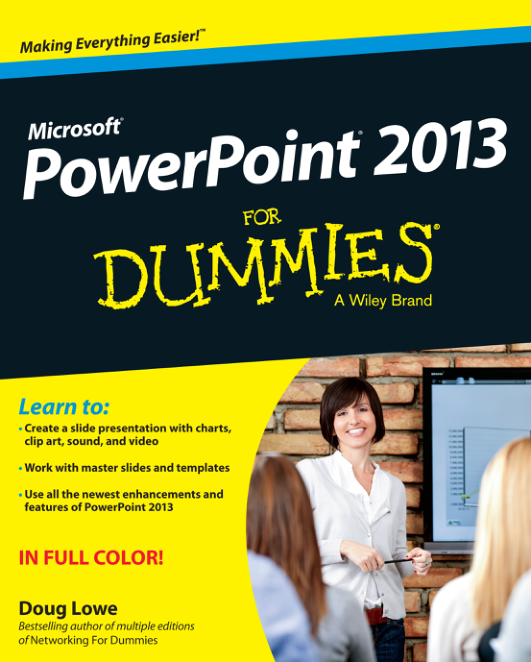 Making Everything Easier!™
Microsoft®
PowerPoint® 2013
FOR
DUMMIES®
A Wiley Brand
Learn to:
• Create a slide presentation with charts,
clip art, sound, and video
• Work with master slides and templates
• Use all the newest enhancements and
features of PowerPoint 2013
IN FULL COLOR!
Doug Lowe
Bestselling author of multiple editions
of Networking For Dummies